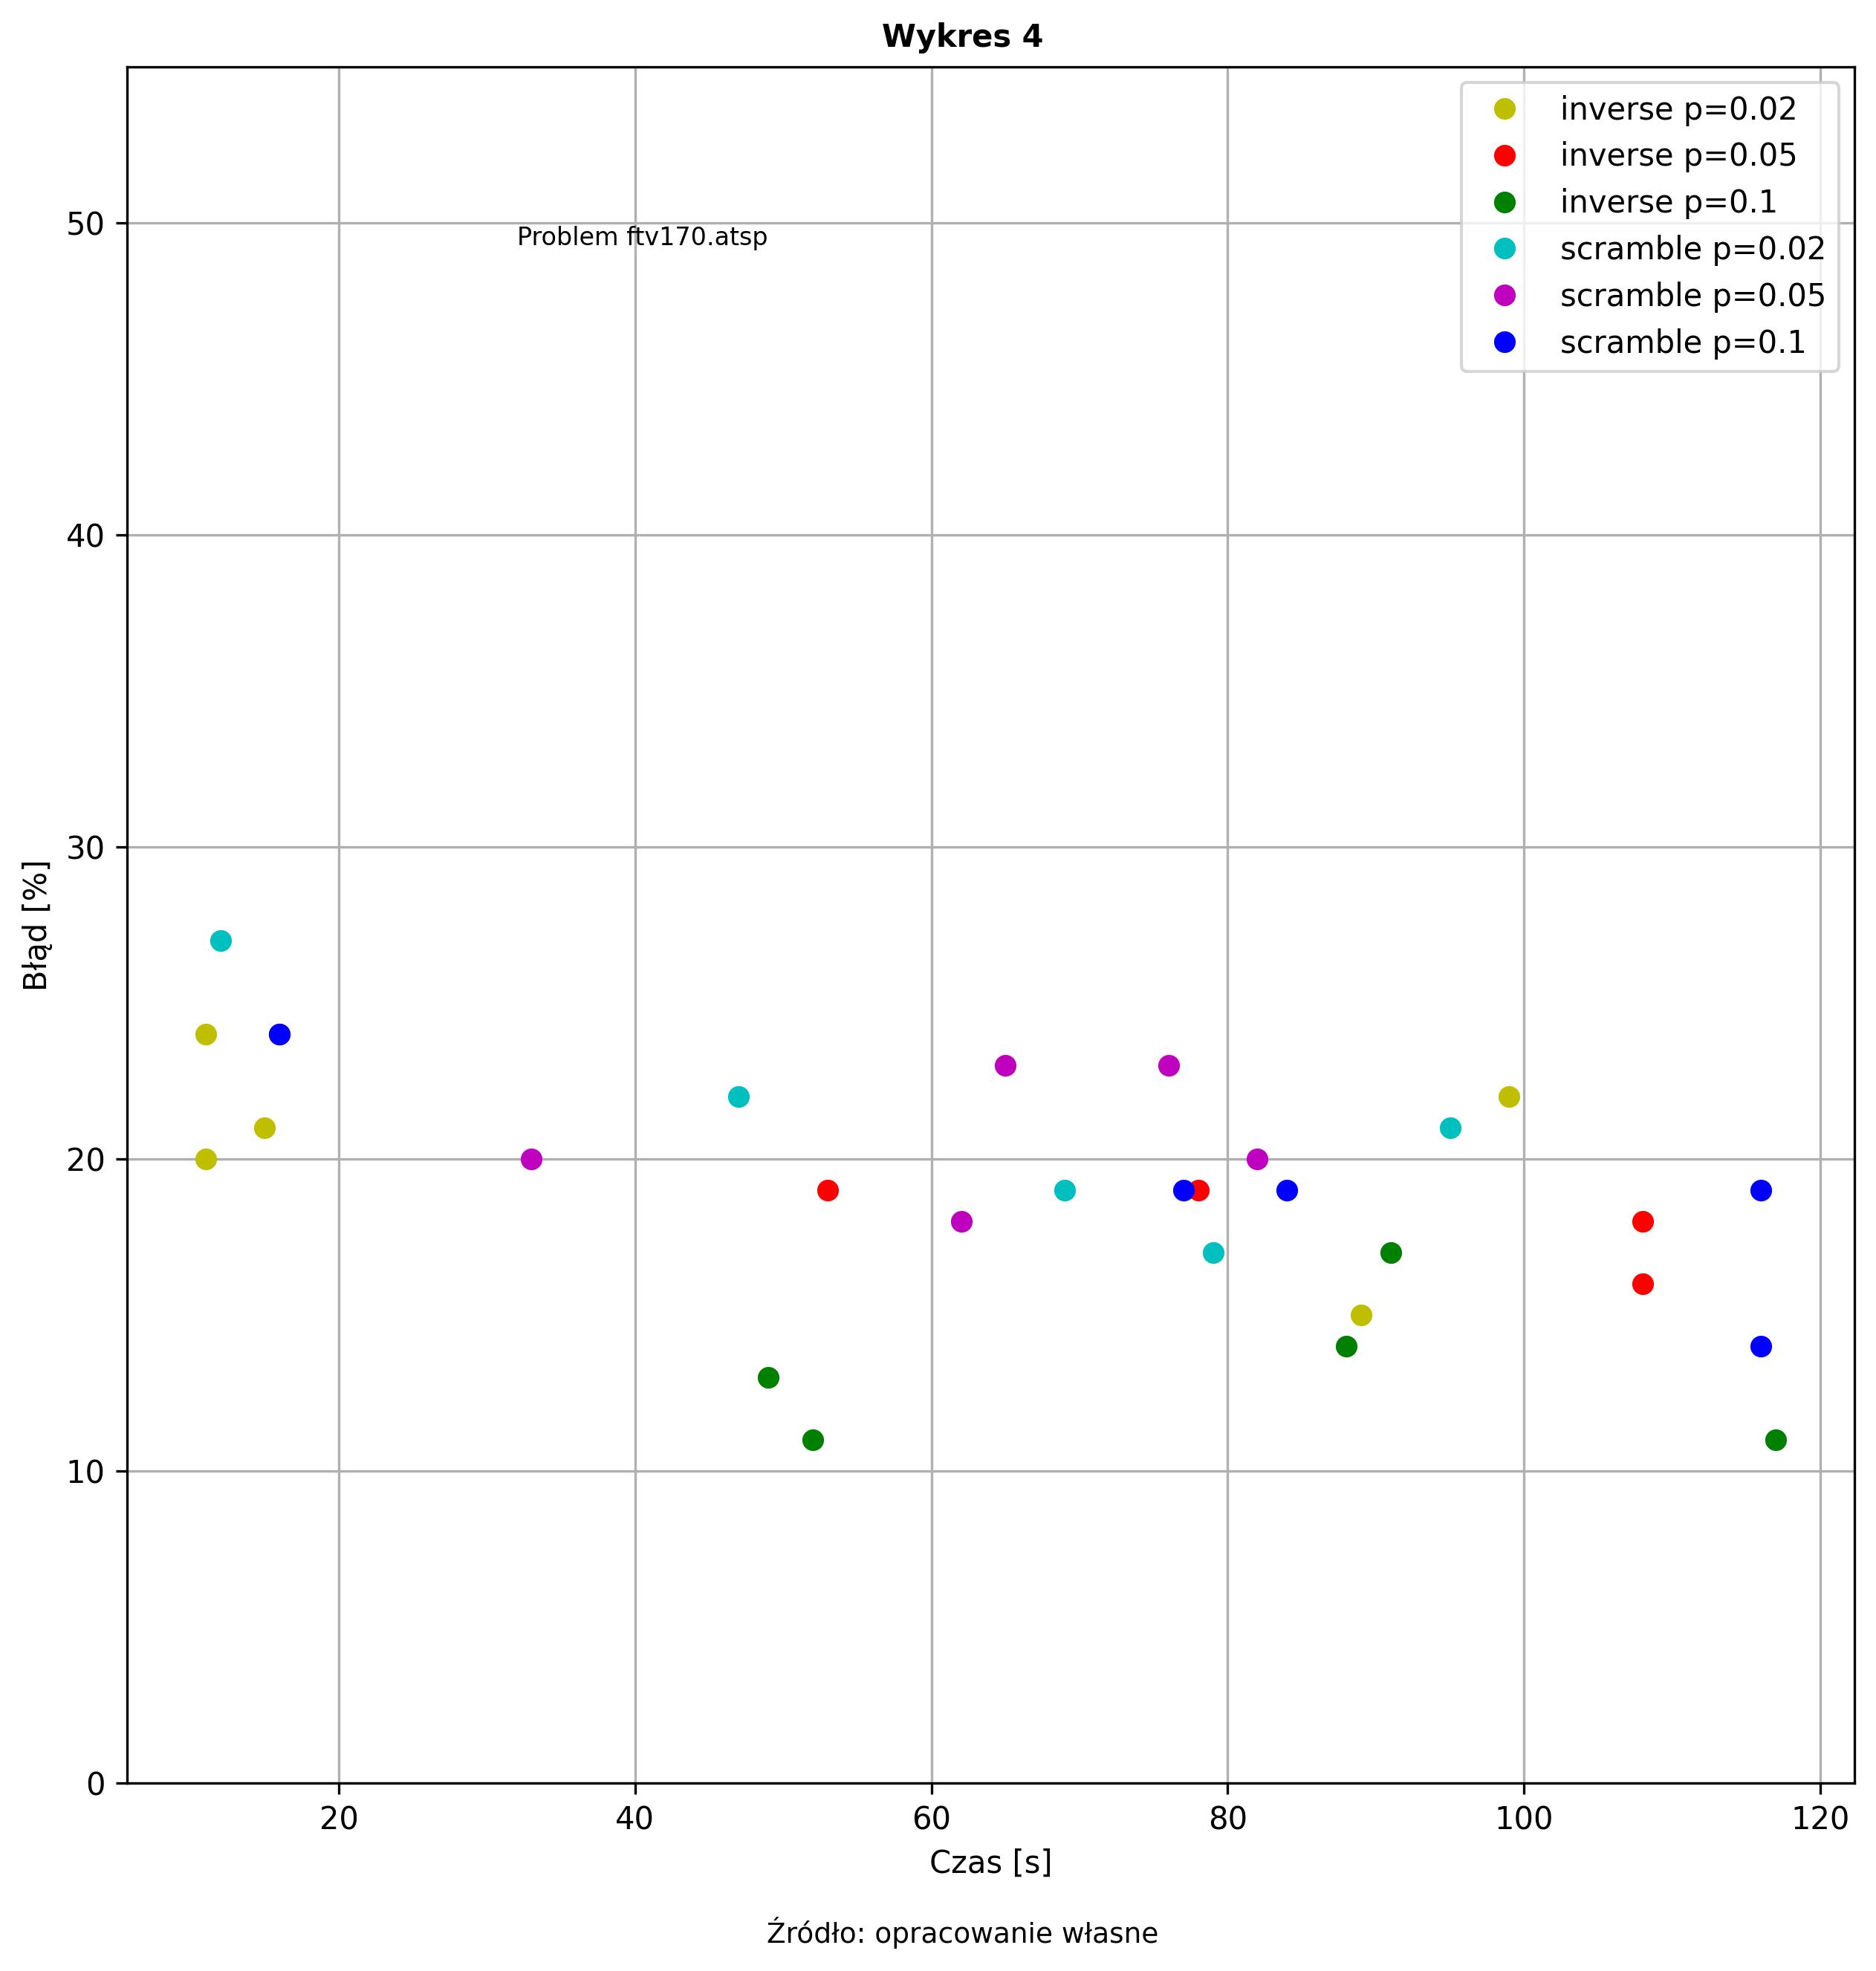 Wykres 4
inverse p=0.02
inverse p=0.05
inverse p=0.1
scramble p=0.02
scramble p=0.05
scramble p=0.1
Problem ftv170.atsp
50
40
30
20
10
0
Błąd [%]
20 40 60 80 100 120
Czas [s]
Źródło: opracowanie własne